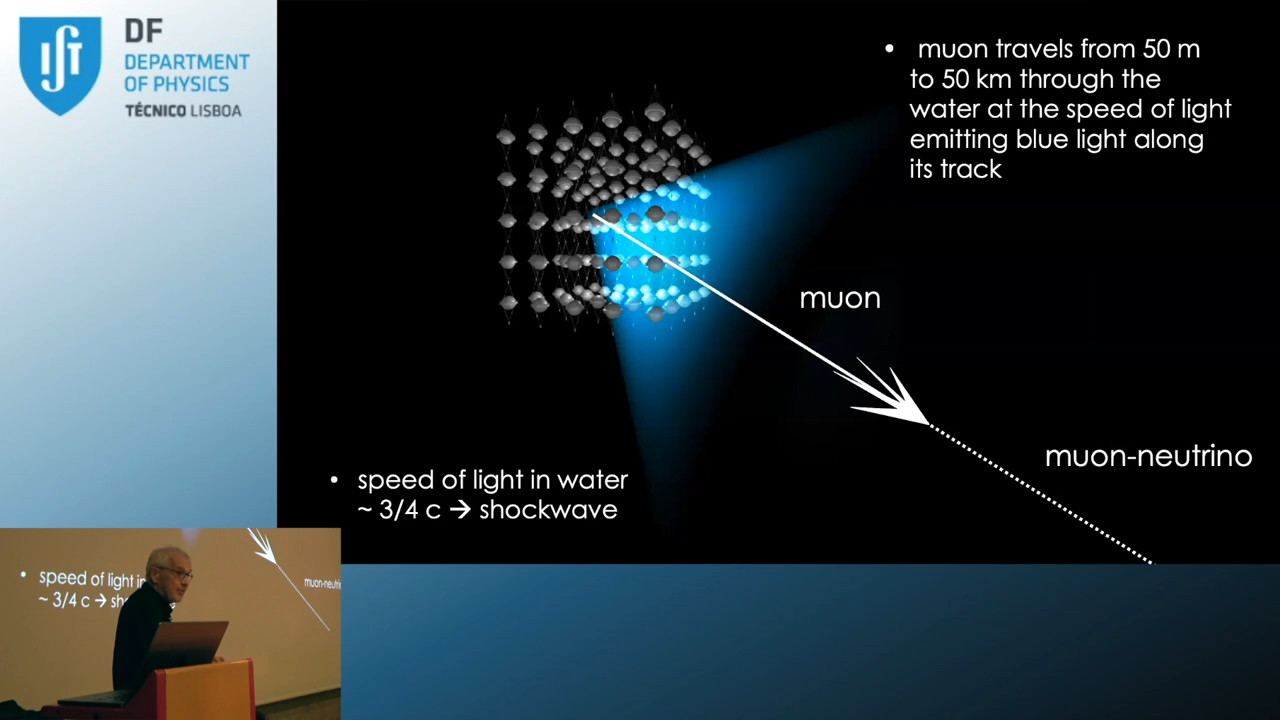 IST
DF
DEPARTMENT
OF PHYSICS
TÉCNICO LISBOA
• muon travels from 50 m
to 50 km through the
water at the speed of light
emitting blue light along
its track
muon
muon-neutrino
• speed of light in water
~ 3/4 c → shockwave
• speed of light in
~ 3/4 c → sh
muon-neutri